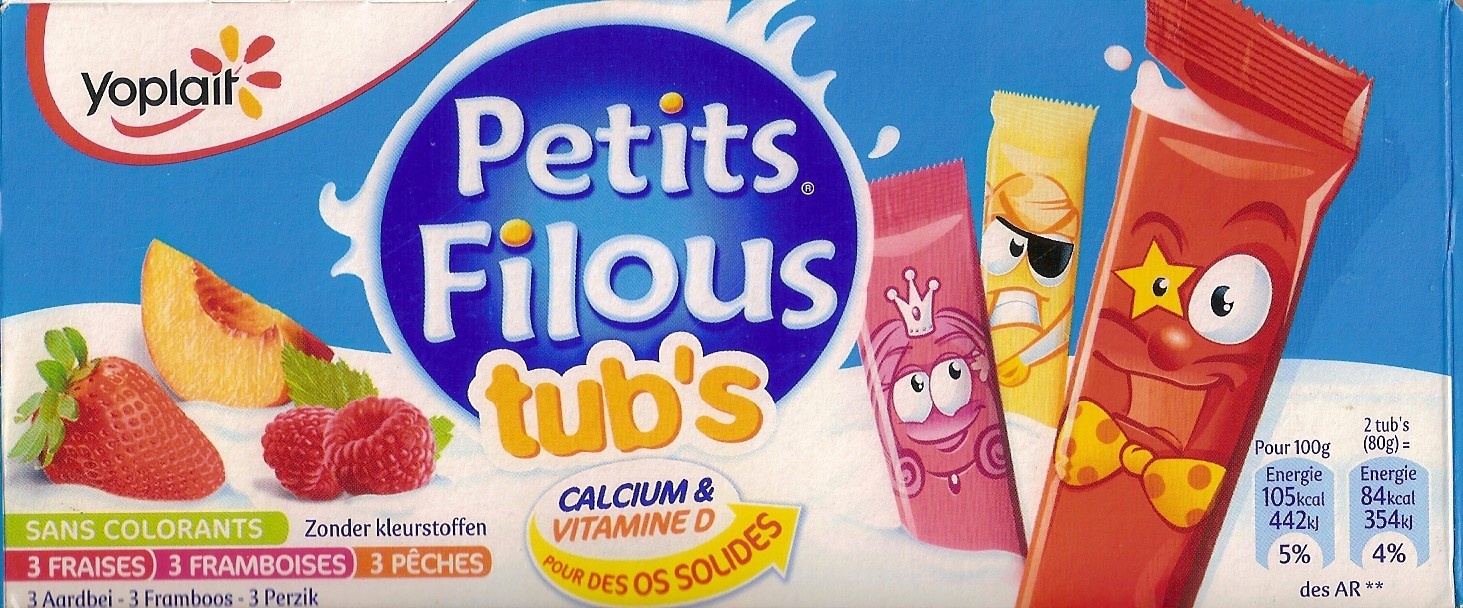 yoplait
Petits®
Filous
tub's
CALCIUM &
VITAMINE D
POUR DES OS SOLIDES
SANS COLORANTS Zonder kleurstoffen
3 FRAISES) 3 FRAMBOISES 3 PÊCHES
3 Aardbei - 3 Framboos - 3 Perzik
Pour 100g
Energie
105kcal
442kJ
5%
2 tub's
(80g) =
Energie
84kcal
354kJ
4%
des AR **